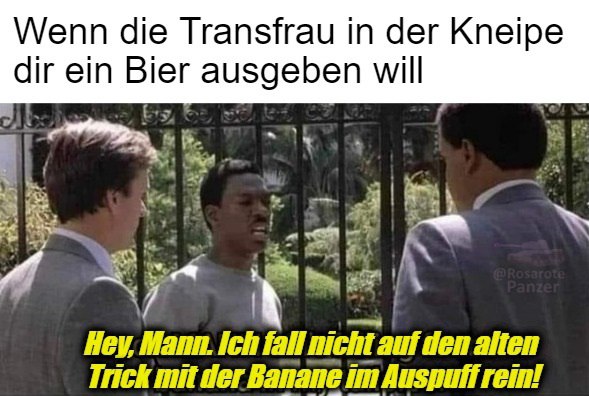 Wenn die Transfrau in der Kneipe
dir ein Bier ausgeben will
@Rosarote
Panzer
Hey, Mann. Ich fall nicht auf den alten
Trick mit der Banane im Auspuff rein!